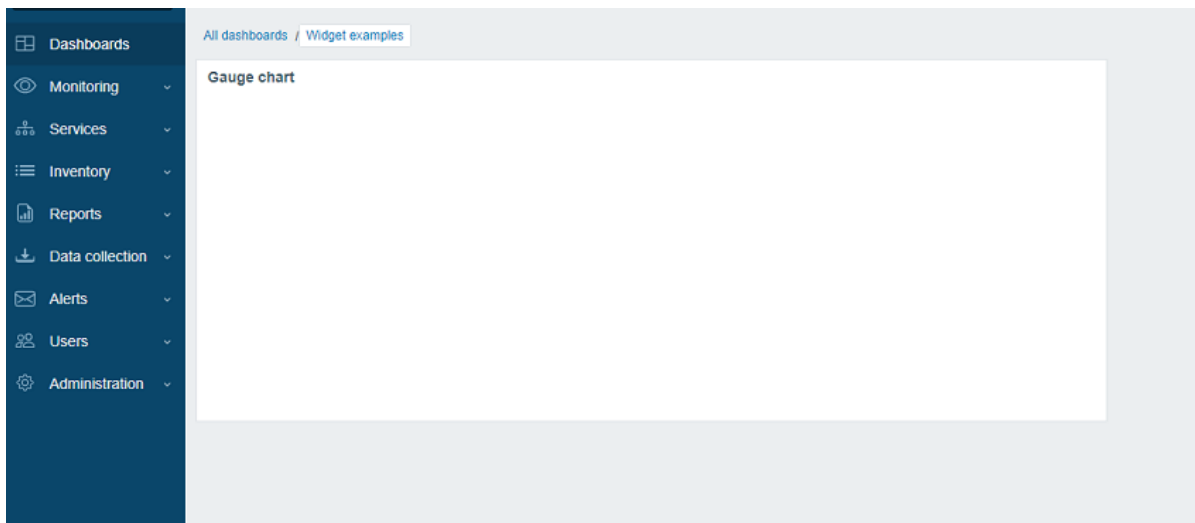 Dashboards
Monitoring
Services
Inventory
Reports
Data collection
Alerts
Users
Administration
All dashboards / Widget examples
Gauge chart